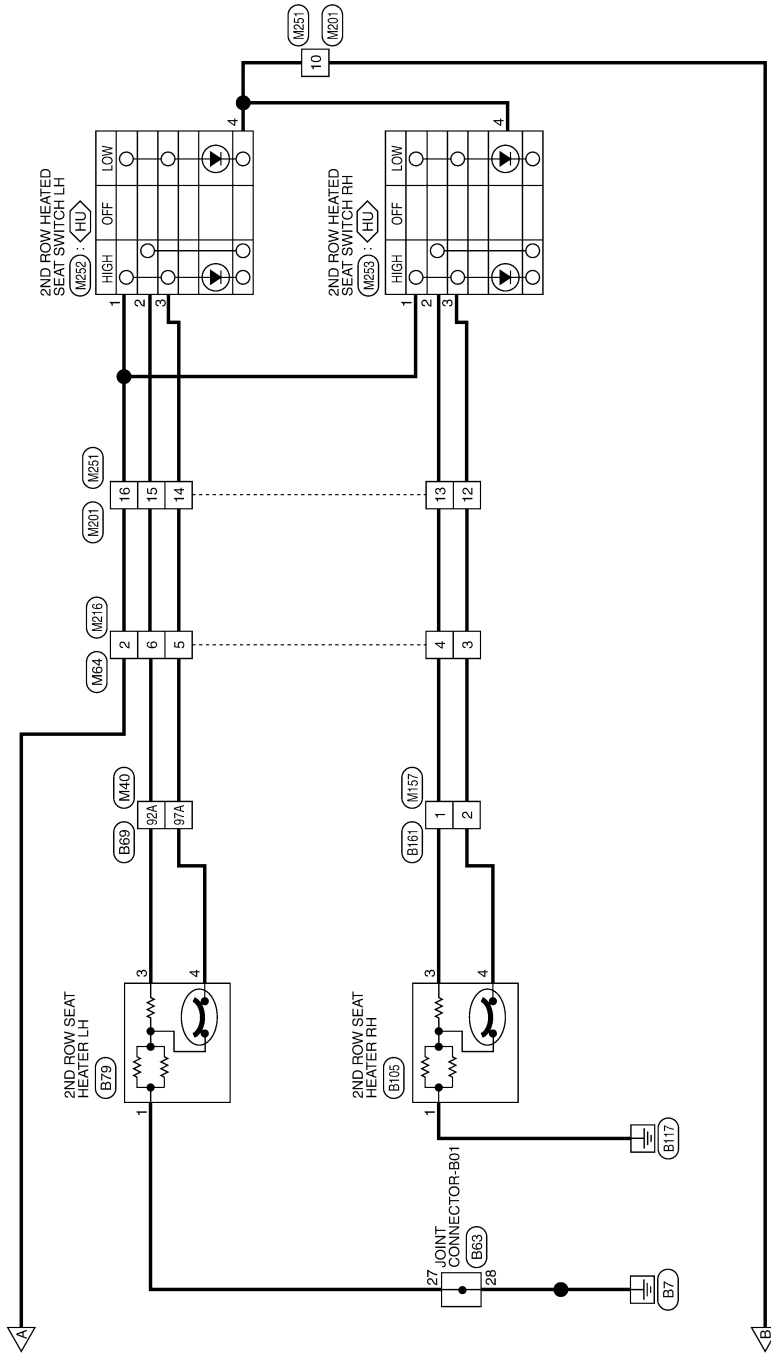 A
2ND ROW SEAT
HEATER LH
B79
1
3
4
B69
M40
92A
97A
M64
M216
2
6
5
M201
M251
16
15
14
2ND ROW HEATED
SEAT SWITCH LH
M252 : HU
1
2
3
HIGH
OFF
LOW
4
M251
M201
10
2ND ROW SEAT
HEATER RH
B105
1
3
4
B161
M157
1
2
4
3
13
12
2ND ROW HEATED
SEAT SWITCH RH
M253 : HU
1
2
3
HIGH
OFF
LOW
4
JOINT
CONNECTOR-B01
B63
27
28
B7
B117
B